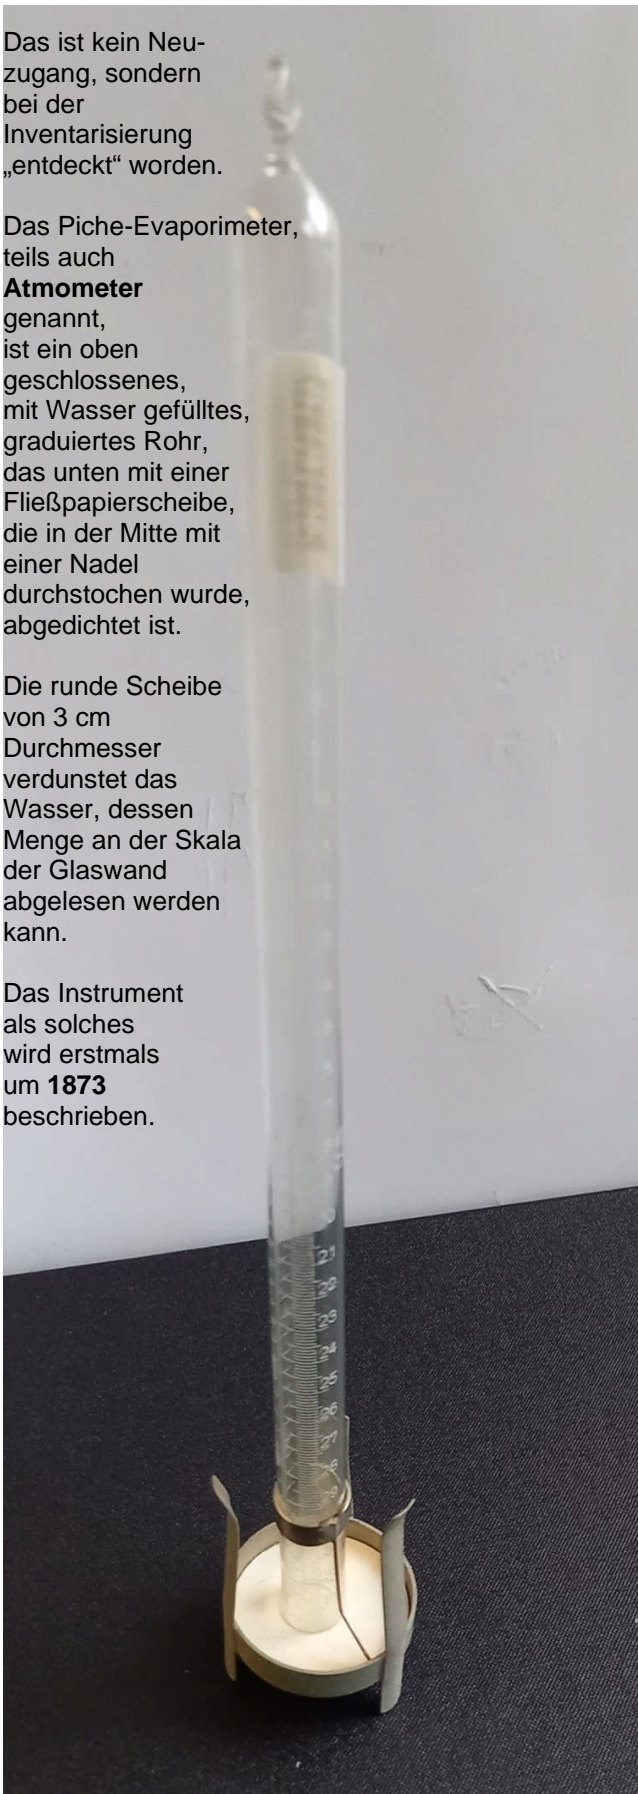 Das ist kein Neu-
zugang, sondern
bei der
Inventarisierung
„entdeckt“ worden.
Das Piche-Evaporimeter,
teils auch
Atmometer
genannt,
ist ein oben
geschlossenes,
mit Wasser gefülltes,
graduiertes Rohr,
das unten mit einer
Fließpapierscheibe,
die in der Mitte mit
einer Nadel
durchstochen wurde,
abgedichtet ist.
Die runde Scheibe
von 3 cm
Durchmesser
verdunstet das
Wasser, dessen
Menge an der Skala
der Glaswand
abgelesen werden
kann.
Das Instrument
als solches
wird erstmals
um 1873
beschrieben.
21
22
23
24
25
26
27
28